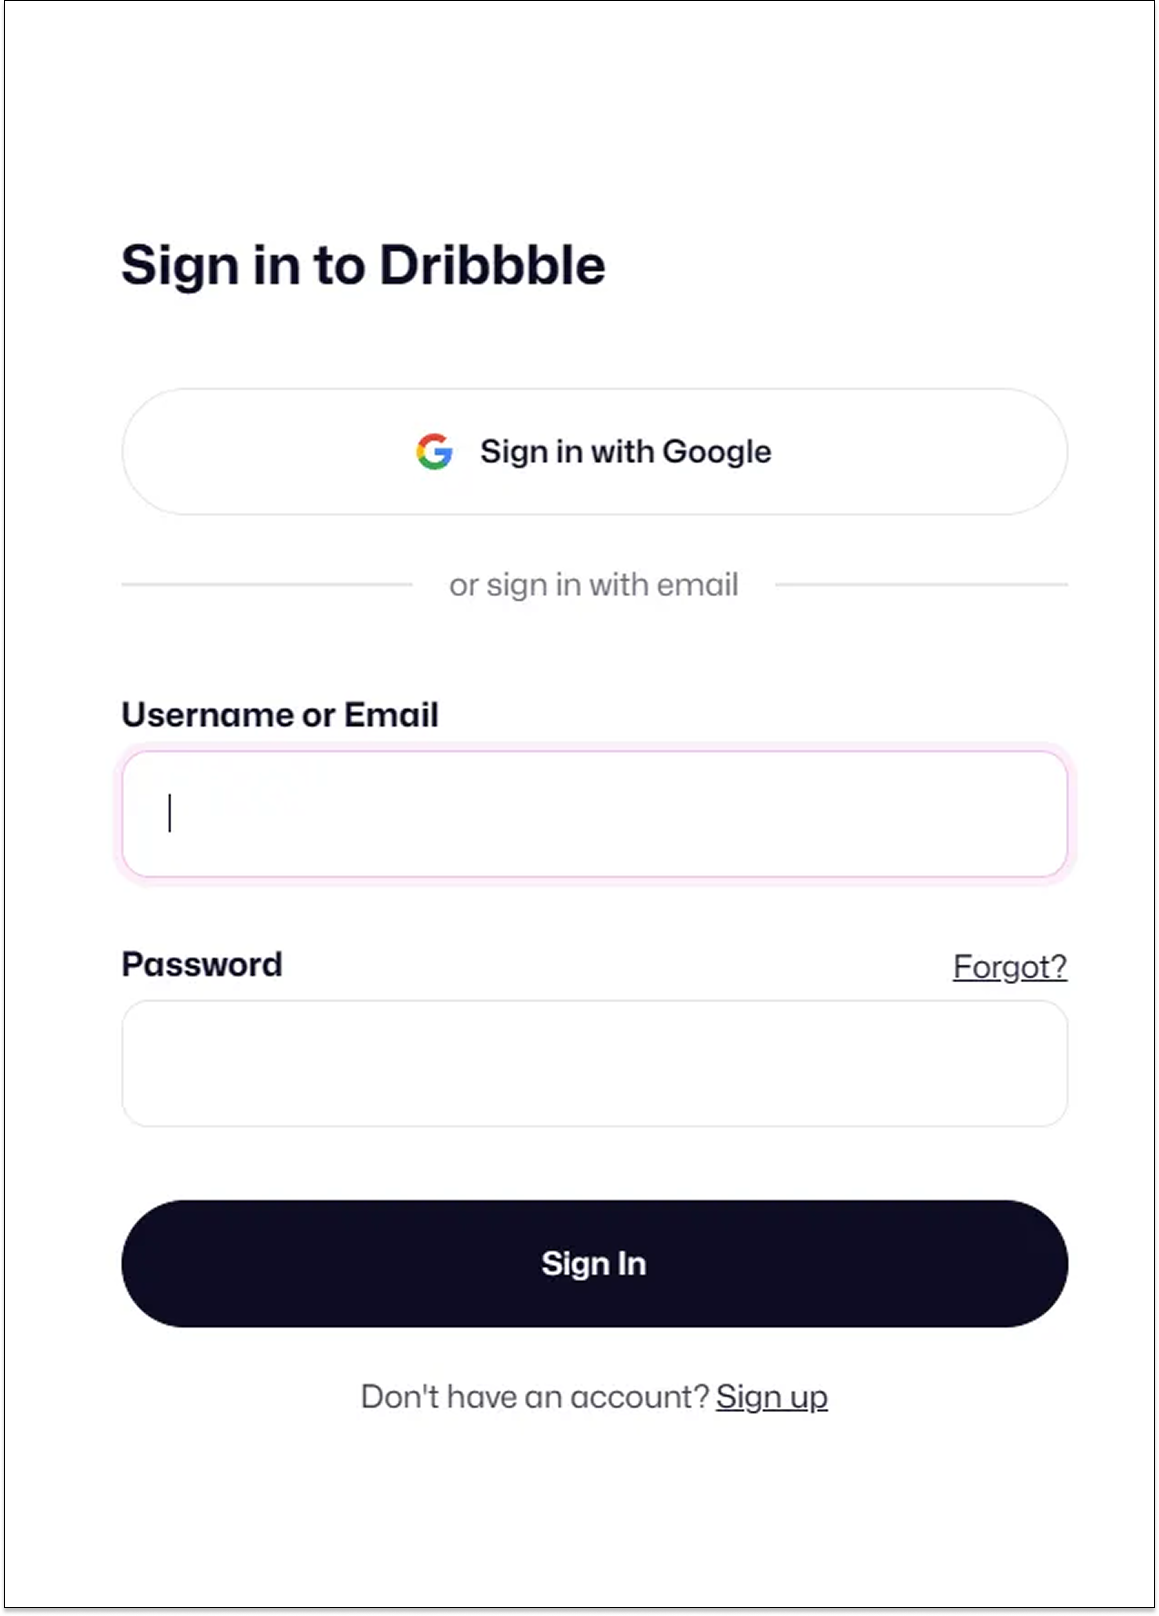 Sign in to Dribbble
Sign in with Google
or sign in with email
Username or Email
Password Forgot?
Sign In
Don't have an account? Sign up